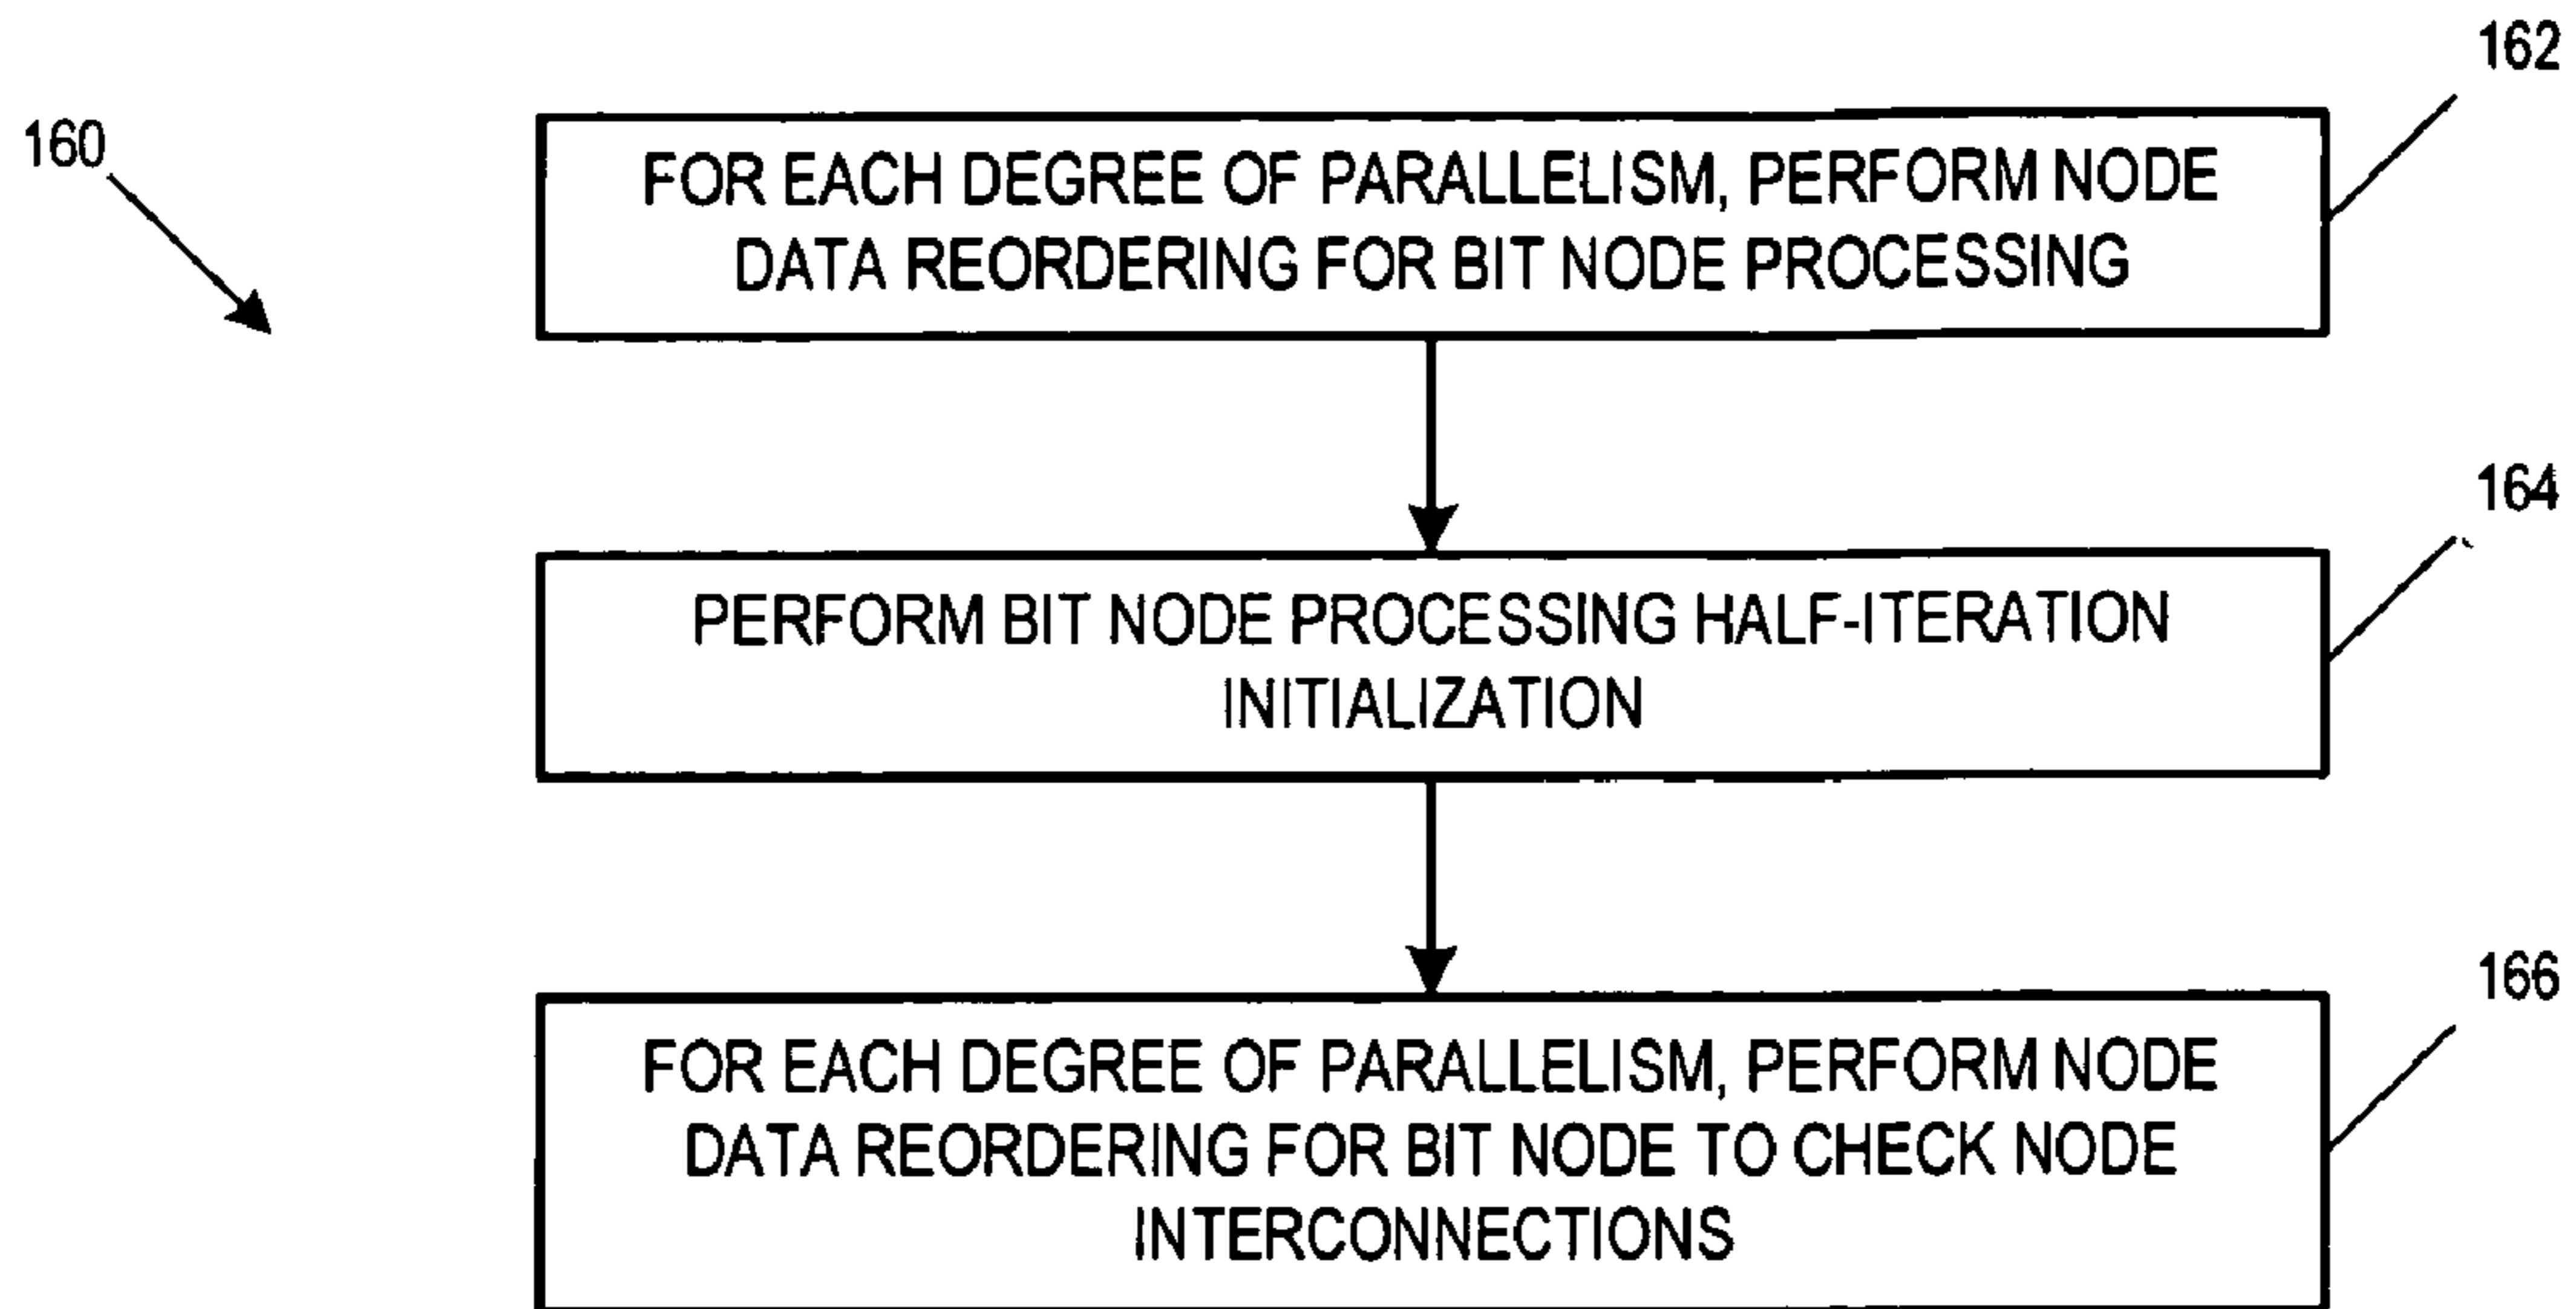 162
160
FOR EACH DEGREE OF PARALLELISM, PERFORM NODE
DATA REORDERING FOR BIT NODE PROCESSING
164
PERFORM BIT NODE PROCESSING HALF-ITERATION
INITIALIZATION
166
FOR EACH DEGREE OF PARALLELISM, PERFORM NODE
DATA REORDERING FOR BIT NODE TO CHECK NODE
INTERCONNECTIONS